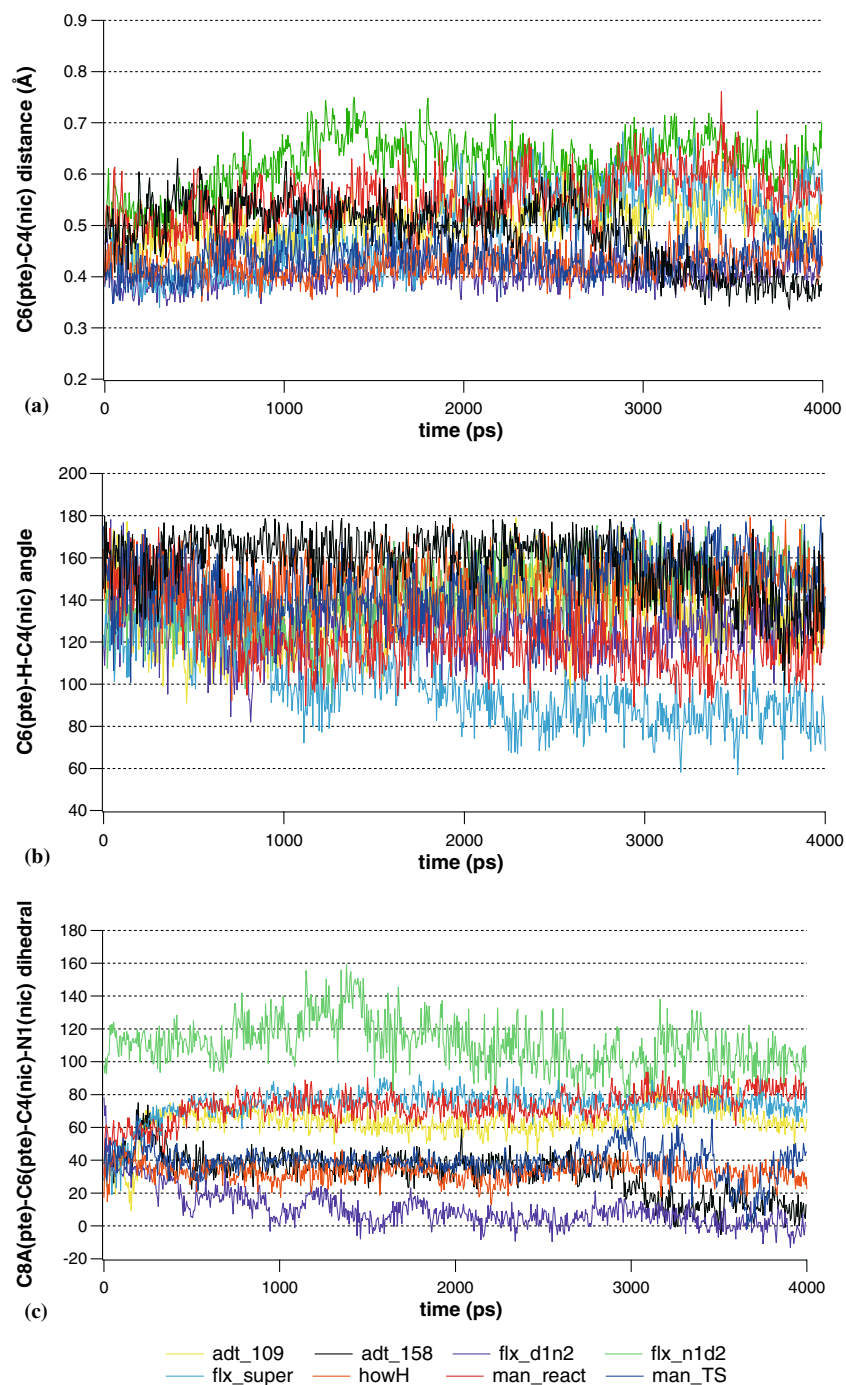 C6(pte)-C4(nic) distance (Å)
0.9
0.8
0.7
0.6
0.5
0.4
0.3
0.2
0 1000 2000 3000 4000
time (ps)
(a)
C6(pte)-H-C4(nic) angle
200
180
160
140
120
100
80
60
40
0 1000 2000 3000 4000
time (ps)
(b)
C8A(pte)-C6(pte)-C4(nic)-N1(nic) dihedral
180
160
140
120
100
80
60
40
20
0
-20
0 1000 2000 3000 4000
time (ps)
(c)
adt_109 adt_158 flx_d1n2 flx_n1d2
flx_super howH man_react man_TS